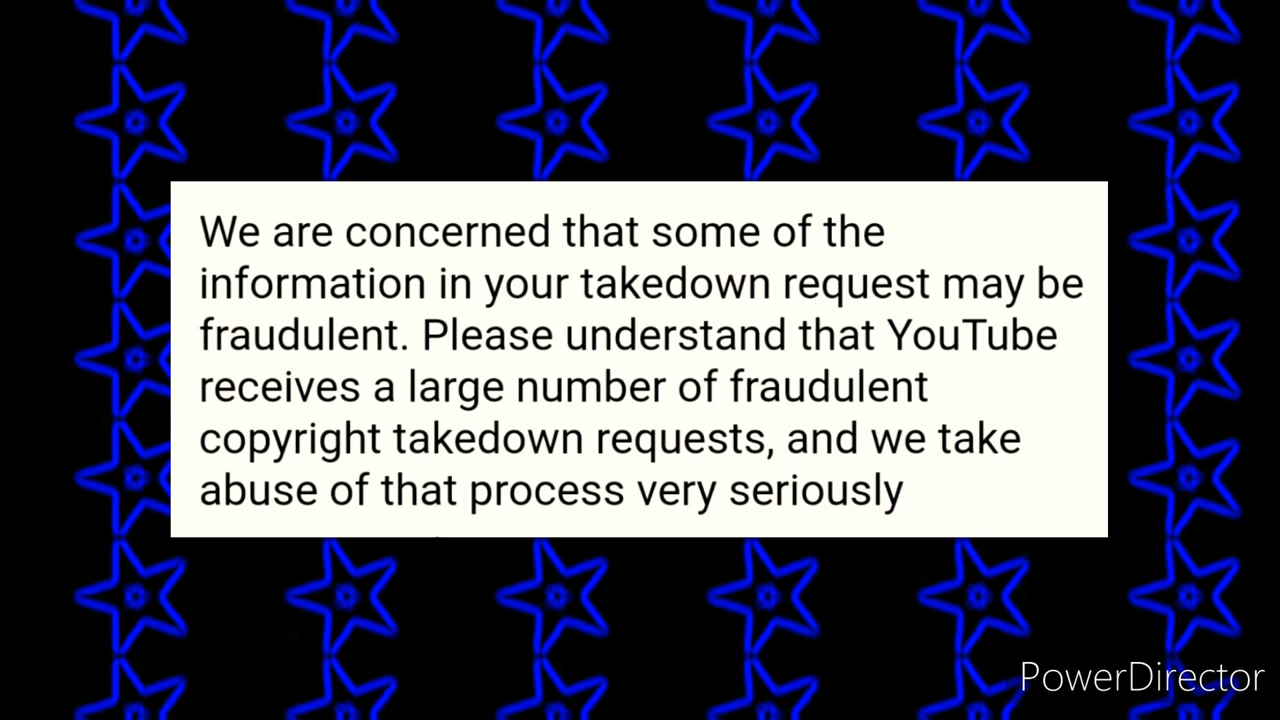 We are concerned that some of the
information in your takedown request may be
fraudulent. Please understand that YouTube
receives a large number of fraudulent
copyright takedown requests, and we take
abuse of that process very seriously
PowerDirector